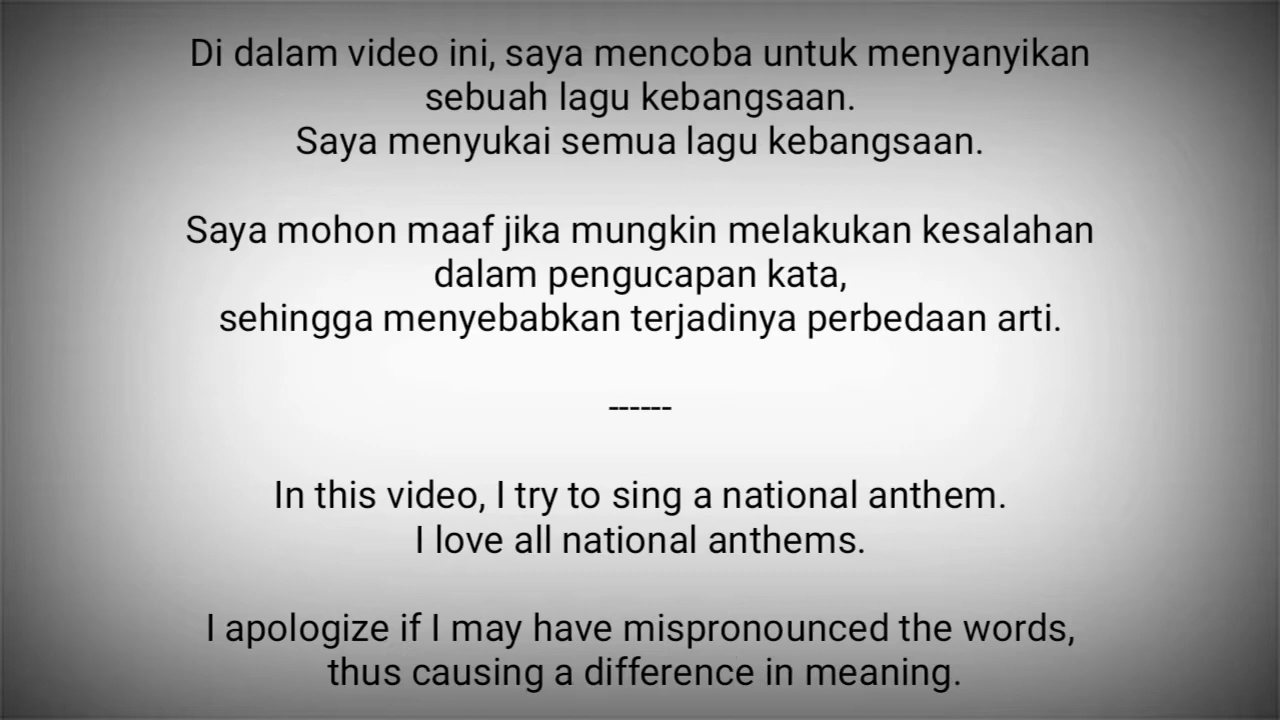 Di dalam video ini, saya mencoba untuk menyanyikan
sebuah lagu kebangsaan.
Saya menyukai semua lagu kebangsaan.
Saya mohon maaf jika mungkin melakukan kesalahan
dalam pengucapan kata,
sehingga menyebabkan terjadinya perbedaan arti.
------
In this video, I try to sing a national anthem.
I love all national anthems.
I apologize if I may have mispronounced the words,
thus causing a difference in meaning.